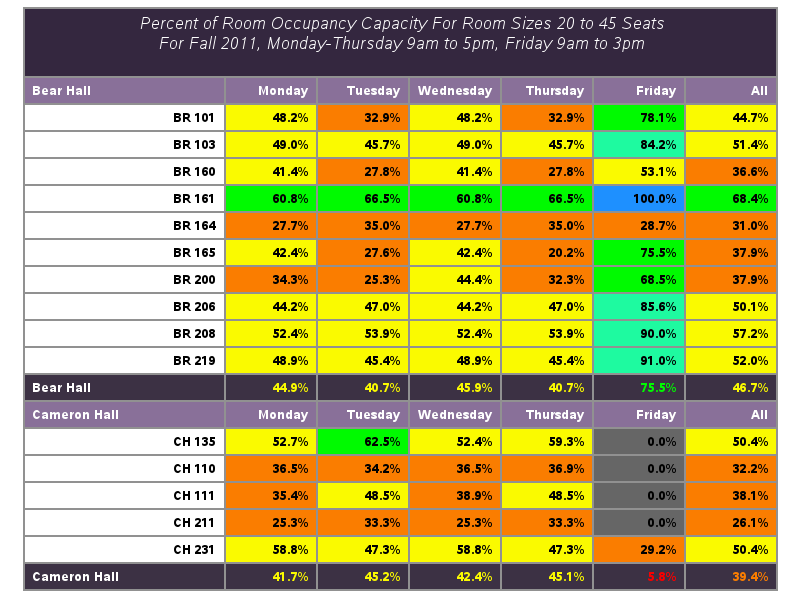 Percent of Room Occupancy Capacity For Room Sizes 20 to 45 Seats
For Fall 2011, Monday-Thursday 9am to 5pm, Friday 9am to 3pm
Bear Hall Monday Tuesday Wednesday Thursday Friday All
BR 101 48.2% 32.9% 48.2% 32.9% 78.1% 44.7%
BR 103 49.0% 45.7% 49.0% 45.7% 84.2% 51.4%
BR 160 41.4% 27.8% 41.4% 27.8% 53.1% 36.6%
BR 161 60.8% 66.5% 60.8% 66.5% 100.0% 68.4%
BR 164 27.7% 35.0% 27.7% 35.0% 28.7% 31.0%
BR 165 42.4% 27.6% 42.4% 20.2% 75.5% 37.9%
BR 200 34.3% 25.3% 44.4% 32.3% 68.5% 37.9%
BR 206 44.2% 47.0% 44.2% 47.0% 85.6% 50.1%
BR 208 52.4% 53.9% 52.4% 53.9% 90.0% 57.2%
BR 219 48.9% 45.4% 48.9% 45.4% 91.0% 52.0%
Bear Hall 44.9% 40.7% 45.9% 40.7% 75.5% 46.7%
Cameron Hall Monday Tuesday Wednesday Thursday Friday All
CH 135 52.7% 62.5% 52.4% 59.3% 0.0% 50.4%
CH 110 36.5% 34.2% 36.5% 36.9% 0.0% 32.2%
CH 111 35.4% 48.5% 38.9% 48.5% 0.0% 38.1%
CH 211 25.3% 33.3% 25.3% 33.3% 0.0% 26.1%
CH 231 58.8% 47.3% 58.8% 47.3% 29.2% 50.4%
Cameron Hall 41.7% 45.2% 42.4% 45.1% 5.8% 39.4%